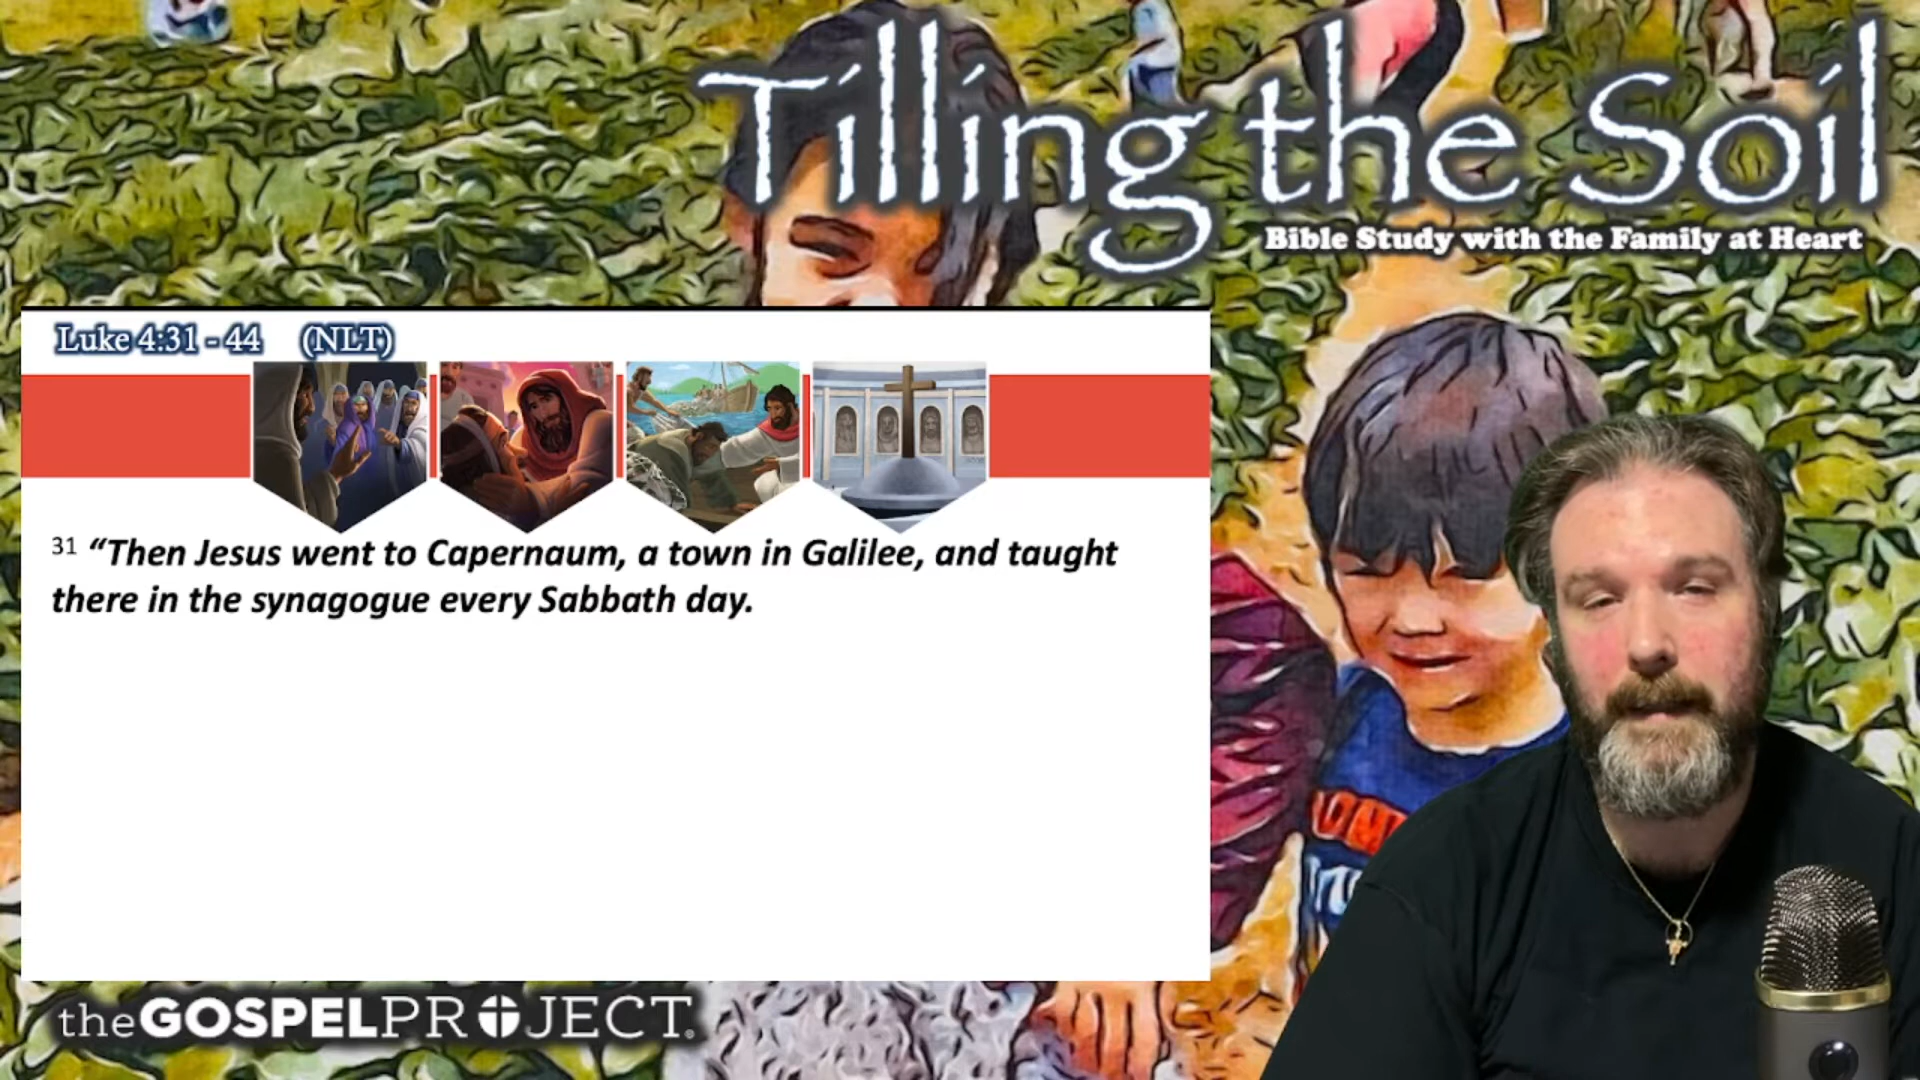 Tilling the Soil
Bible Study with the Family at Heart
Luke 4:31 - 44 (NLT)
31 “Then Jesus went to Capernaum, a town in Galilee, and taught
there in the synagogue every Sabbath day.
theGOSPELPROJECT.